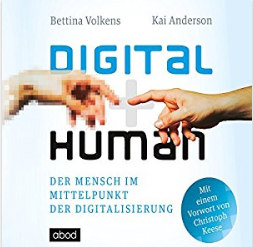 Bettina Volkens Kai Anderson
DIGITAL
+
HUMAN
DER MENSCH IM
MITTELPUNKT
DER DIGITALISIERUNG
Mit
einem
Vorwort von
Christoph
Keese
abod